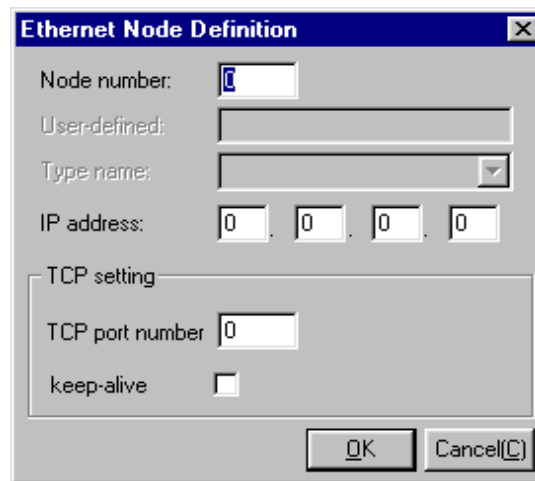 Ethernet Node Definition
Node number: 0
User-defined:
Type name:
IP address: 0 . 0 . 0 . 0
TCP setting
TCP port number 0
keep-alive
OK Cancel(C)